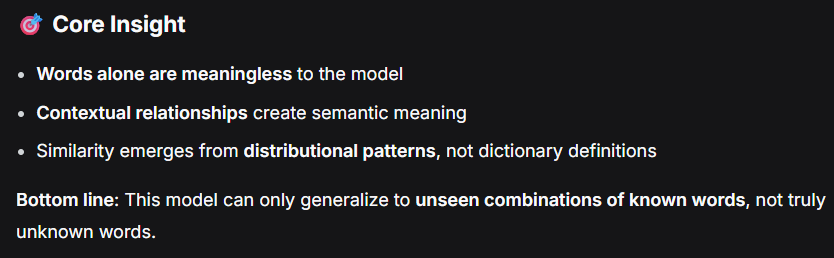 🎯 Core Insight
• Words alone are meaningless to the model
• Contextual relationships create semantic meaning
• Similarity emerges from distributional patterns, not dictionary definitions
Bottom line: This model can only generalize to unseen combinations of known words, not truly
unknown words.